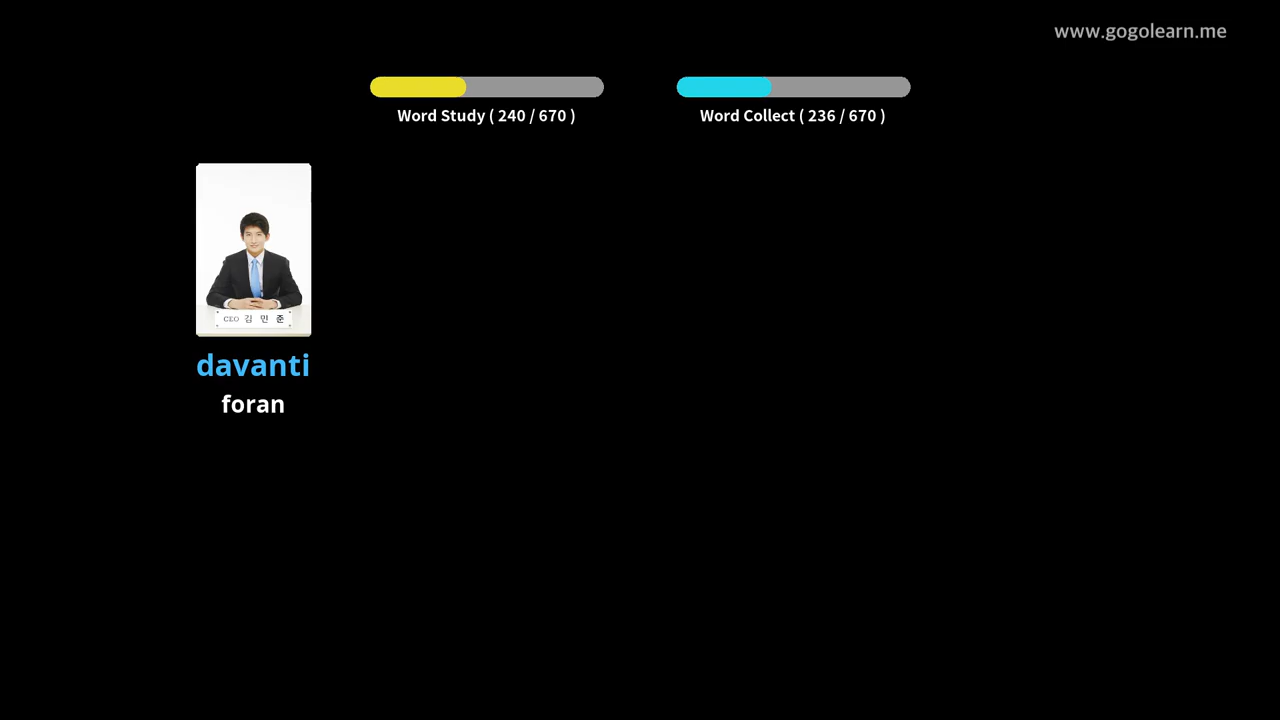 www.gogolearn.me
Word Study ( 240 / 670 )
Word Collect ( 236 / 670 )
CEO 김 민 준
davanti
foran